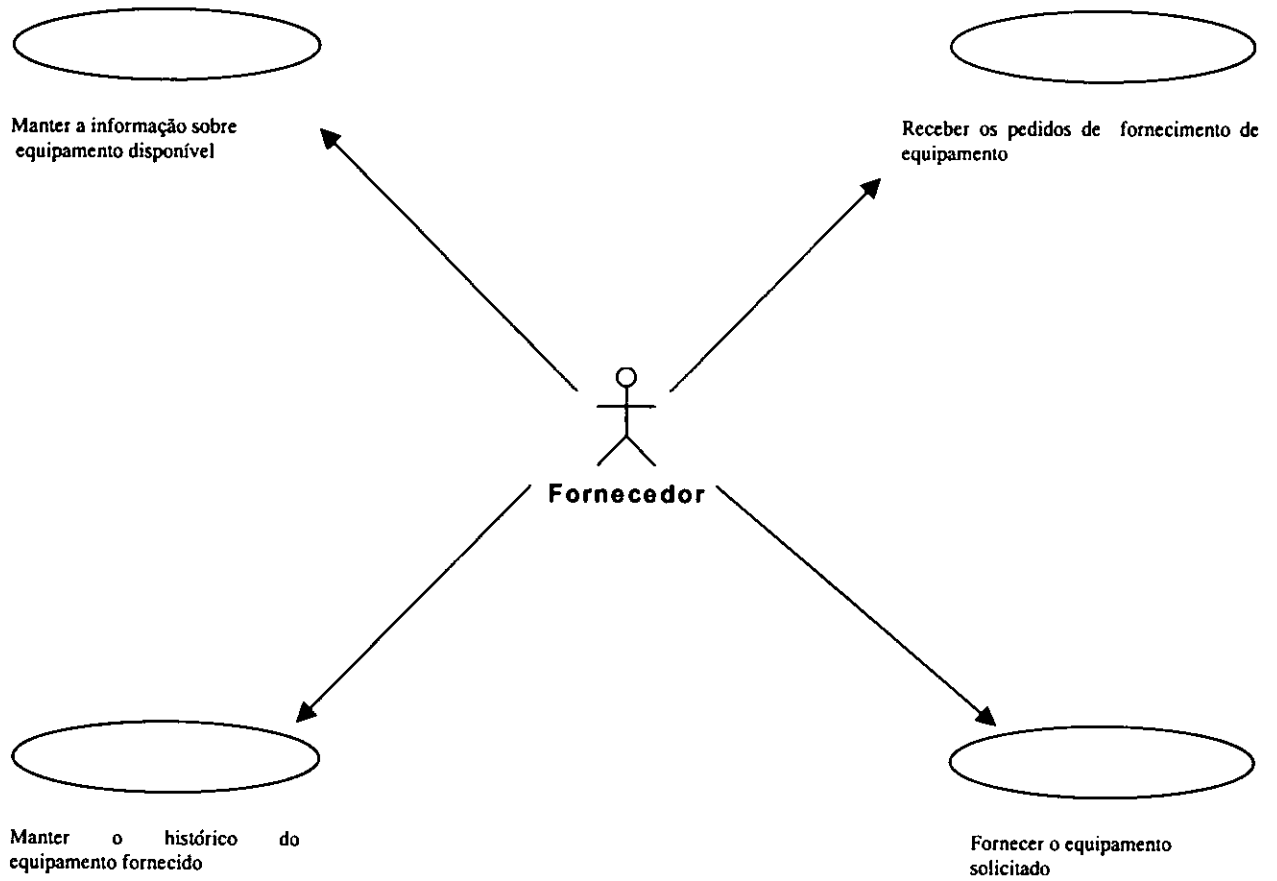 Manter a informação sobre
equipamento disponível
Receber os pedidos de fornecimento de
equipamento
Fornecedor
Manter o histórico do
equipamento fornecido
Fornecer o equipamento
solicitado